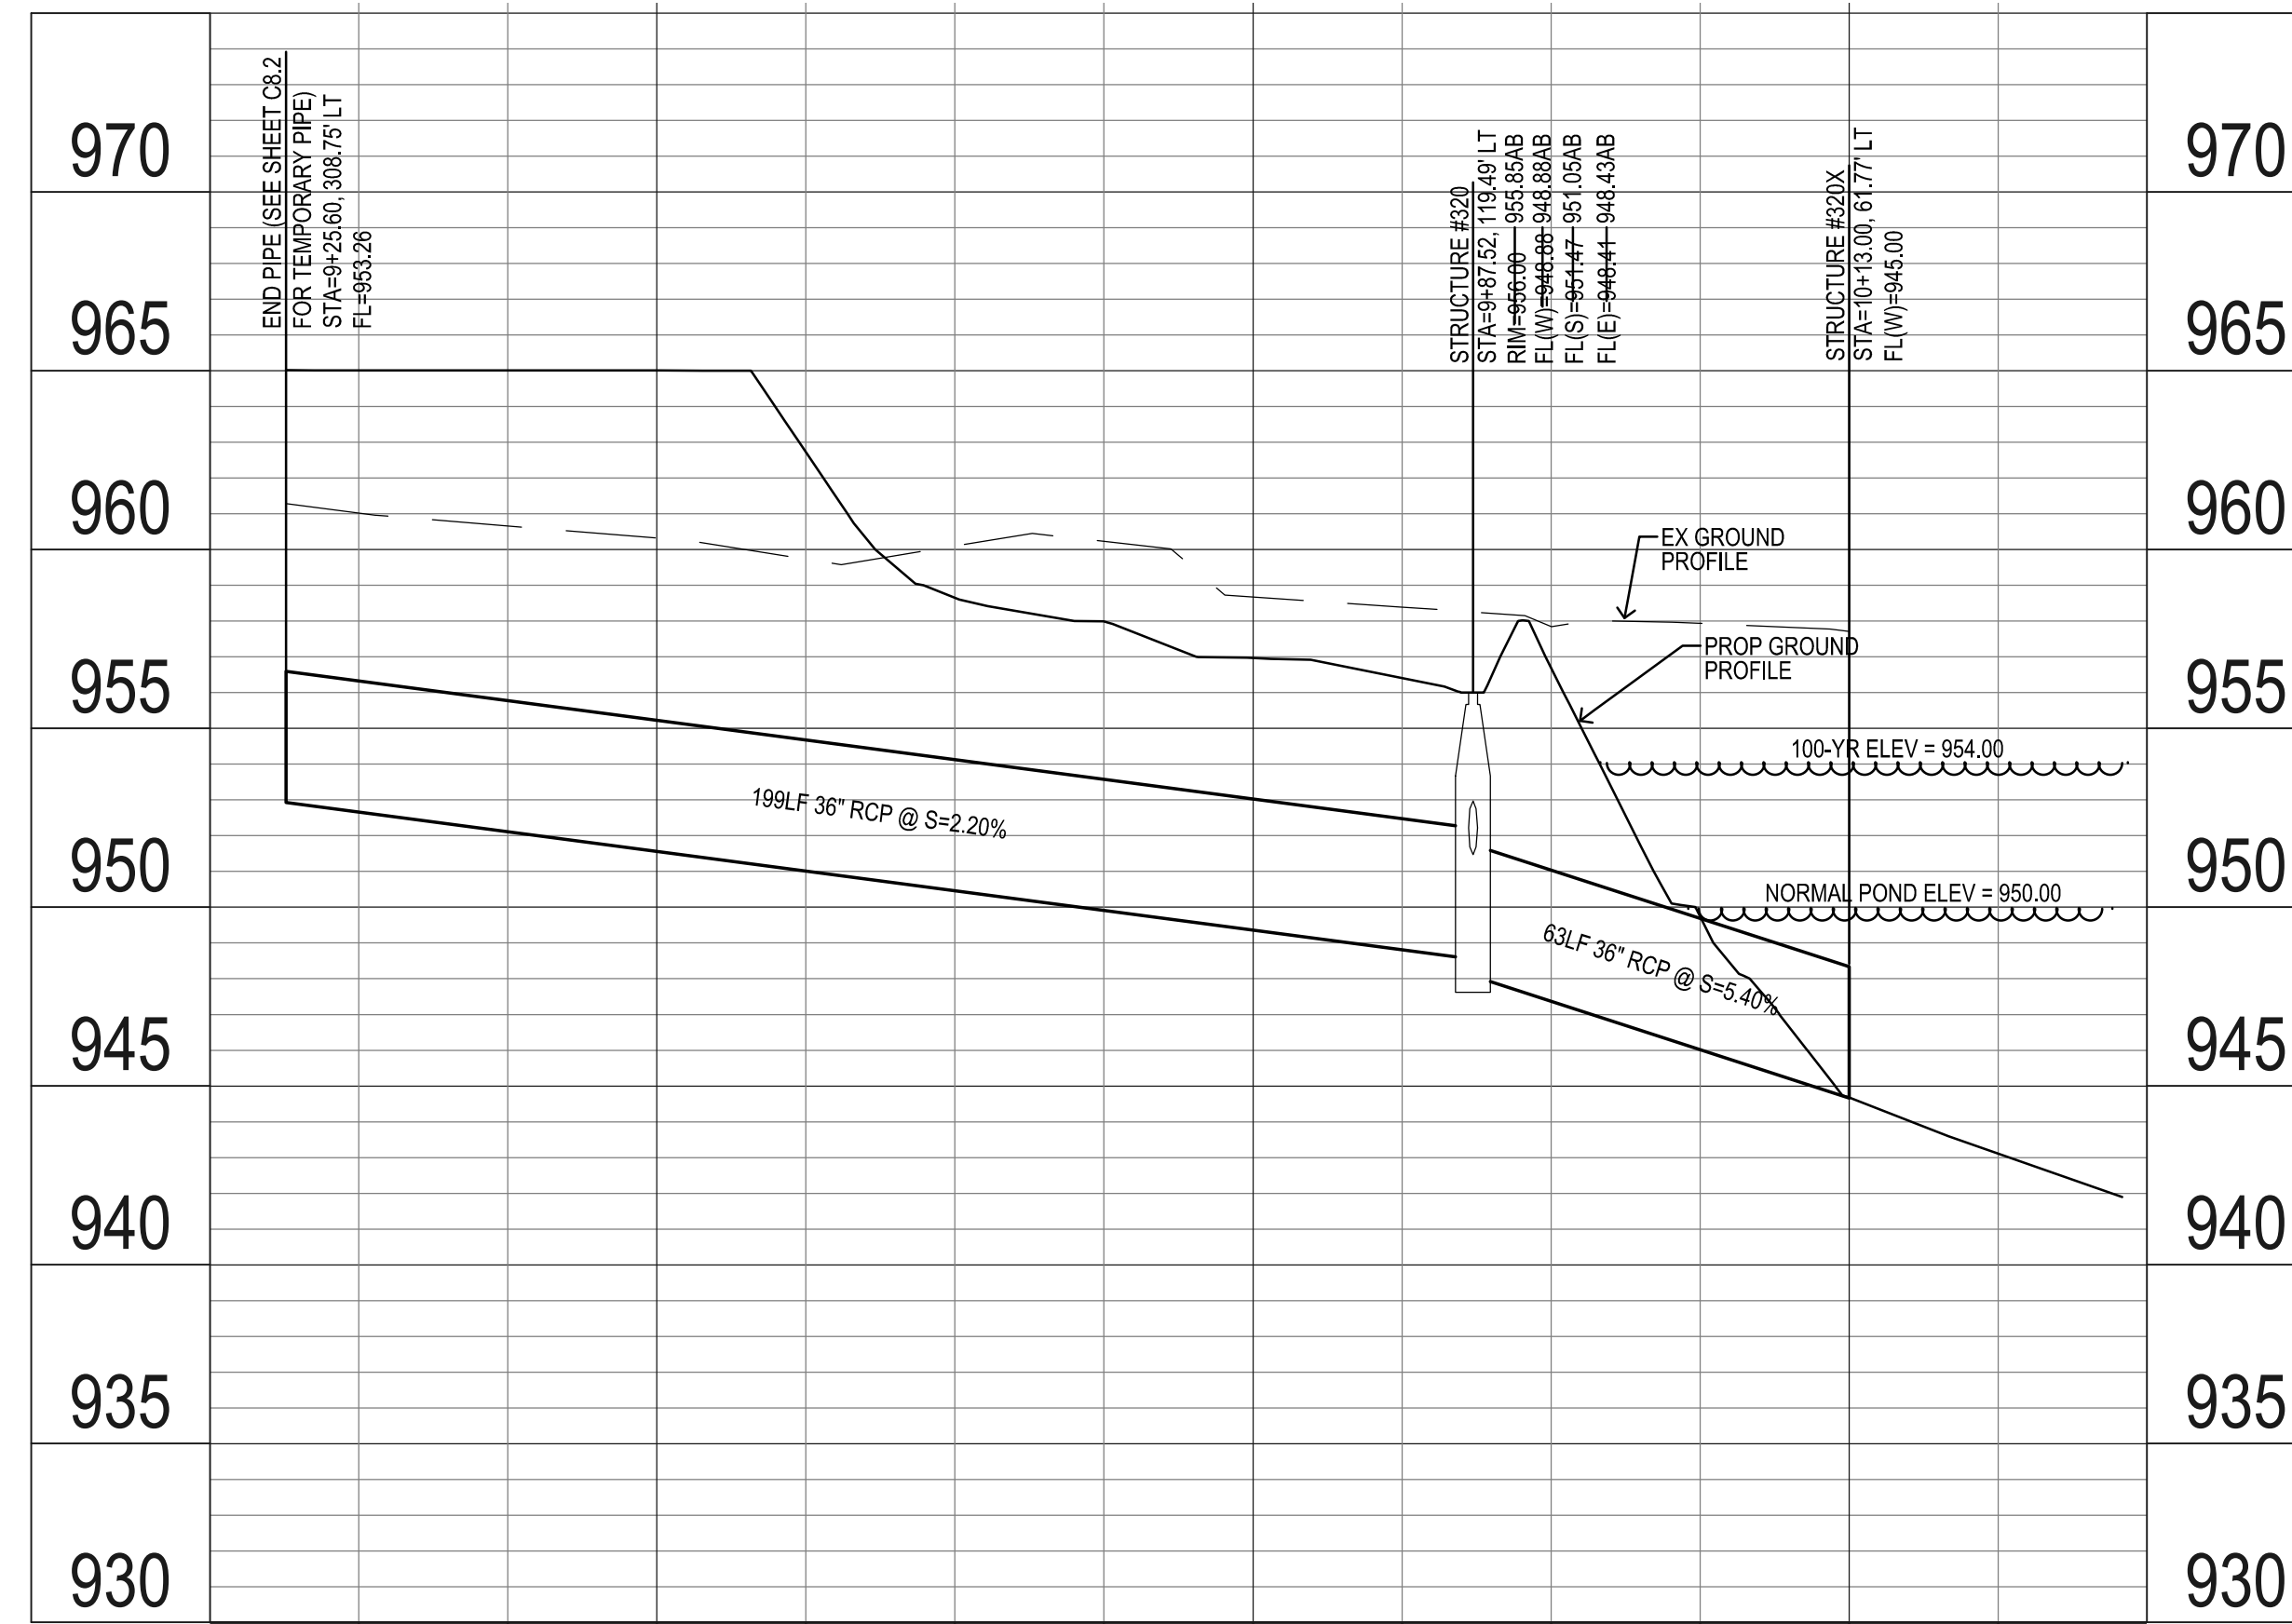 970
965
960
955
950
945
940
935
930
END PIPE (SEE SHEET C8.2
FOR TEMPORARY PIPE)
STA=9+25.60, 308.75' LT
FL=953.26
STRUCTURE #320
STA=9+87.52, 119.49' LT
RIM=956.00 955.85AB
FL(W)=948.88 948.88AB
FL(S)=951.47 951.05AB
FL(E)=948.41 948.43AB
STRUCTURE #320X
STA=10+13.00, 61.77' LT
FL(W)=945.00
EX GROUND
PROFILE
PROP GROUND
PROFILE
100-YR ELEV = 954.00
199LF 36" RCP @ S=2.20%
NORMAL POND ELEV = 950.00
63LF 36" RCP @ S=5.40%
970
965
960
955
950
945
940
935
930